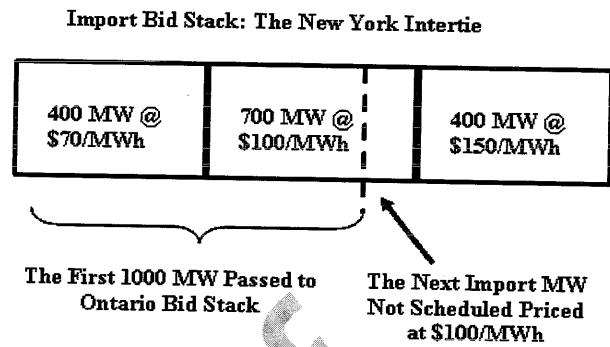 Import Bid Stack: The New York Intertie
400 MW @
$70/MWh
700 MW @
$100/MWh
400 MW @
$150/MWh
The First 1000 MW Passed to
Ontario Bid Stack
The Next Import MW
Not Scheduled Priced
at $100/MWh